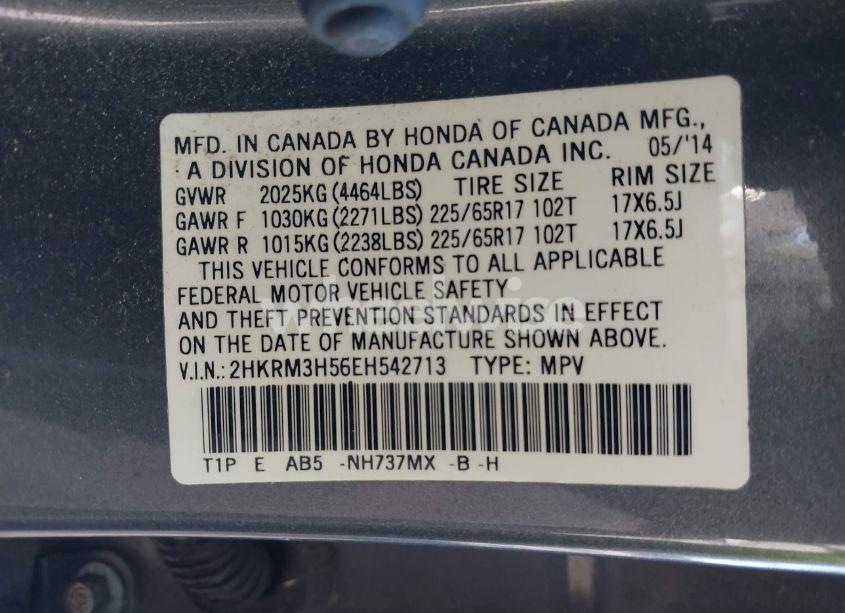 MFD. IN CANADA BY HONDA OF CANADA MFG.,
A DIVISION OF HONDA CANADA INC. 05/'14
GVWR 2025KG (4464LBS) TIRE SIZE RIM SIZE
GAWR F 1030KG (2271LBS) 225/65R17 102T 17X6.5J
GAWR R 1015KG (2238LBS) 225/65R17 102T 17X6.5J
THIS VEHICLE CONFORMS TO ALL APPLICABLE
FEDERAL MOTOR VEHICLE SAFETY
AND THEFT PREVENTION STANDARDS IN EFFECT
ON THE DATE OF MANUFACTURE SHOWN ABOVE.
V.I.N.: 2HKRM3H56EH542713 TYPE: MPV
T1P E AB5 -NH737MX -B -H